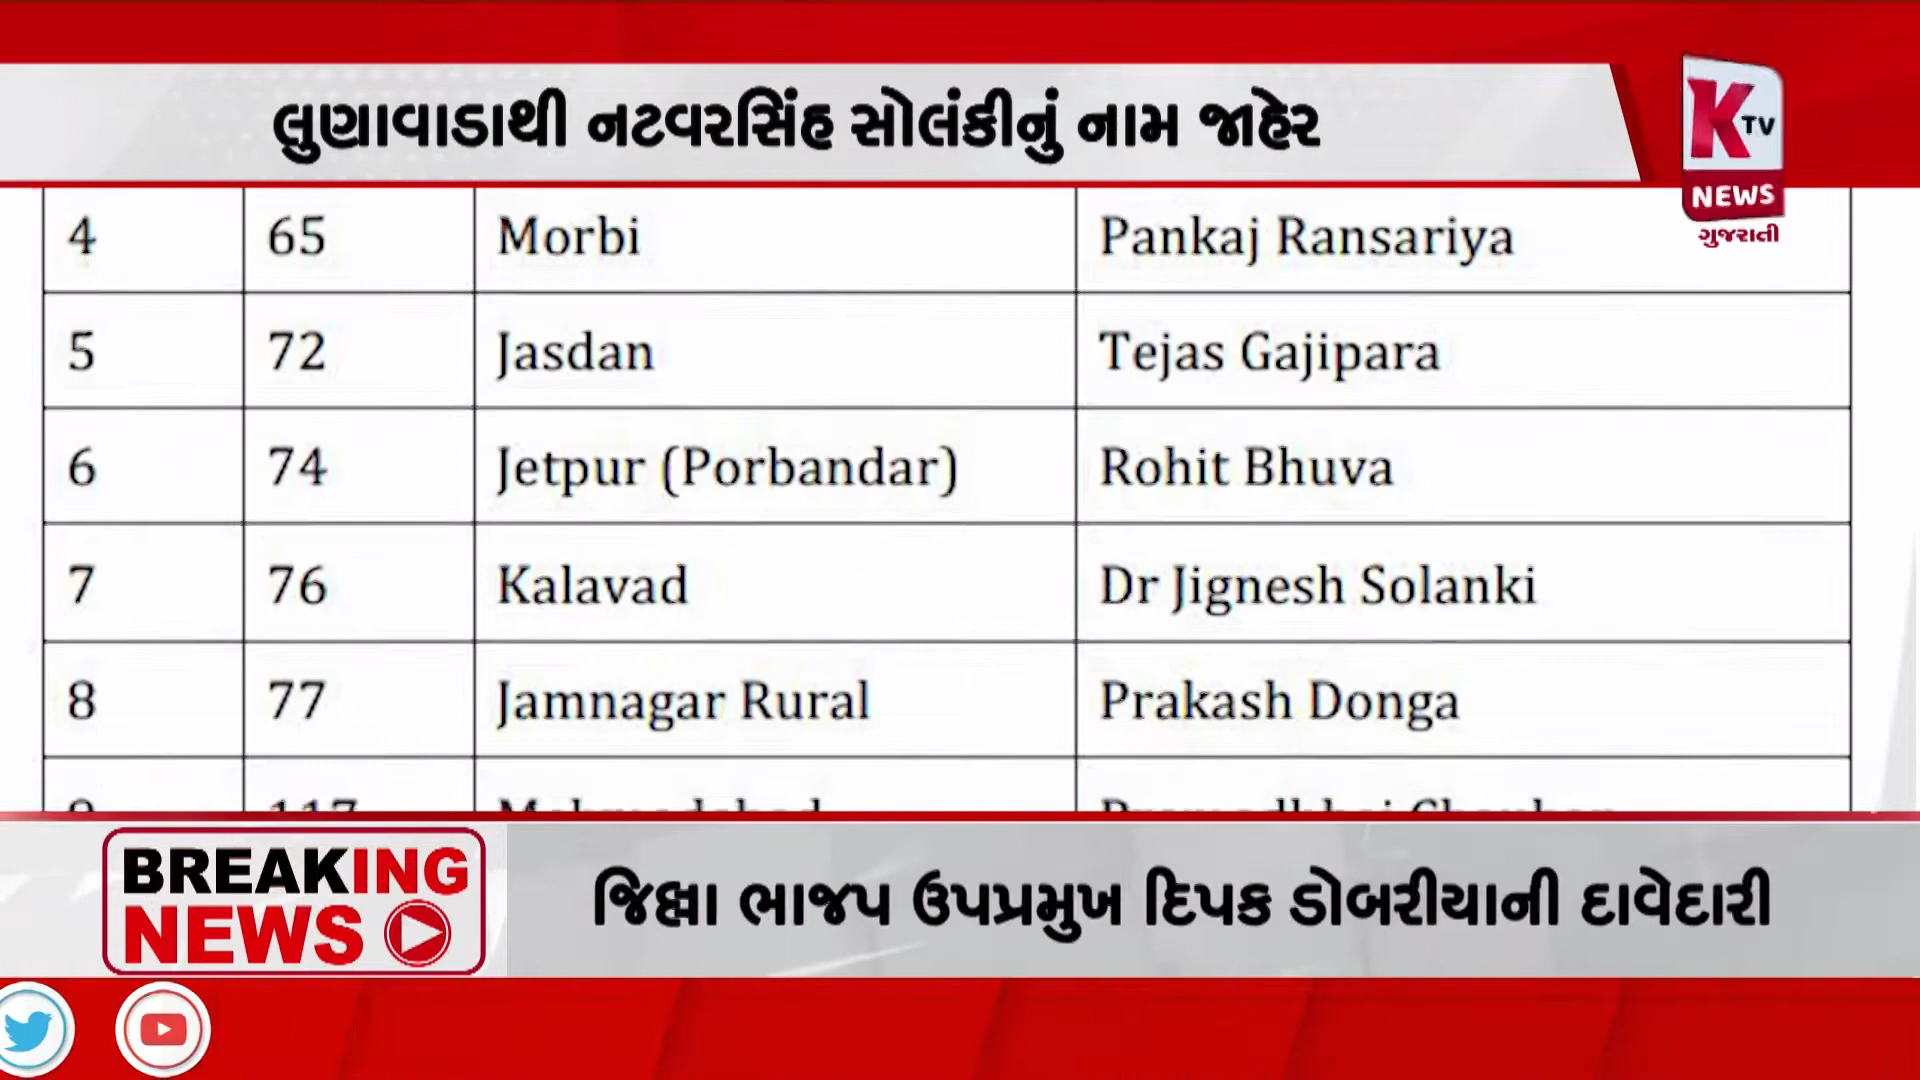 લુણાવાડાથી નટવરસિંહ સોલંકીનું નામ જાહેર
K TV
NEWS
ગુજરાતી
4 65 Morbi Pankaj Ransariya
5 72 Jasdan Tejas Gajipara
6 74 Jetpur (Porbandar) Rohit Bhuva
7 76 Kalavad Dr Jignesh Solanki
8 77 Jamnagar Rural Prakash Donga
BREAKING
NEWS
જિલ્લા ભાજપ ઉપપ્રમુખ દિપક ડોબરીયાની દાવેદારી